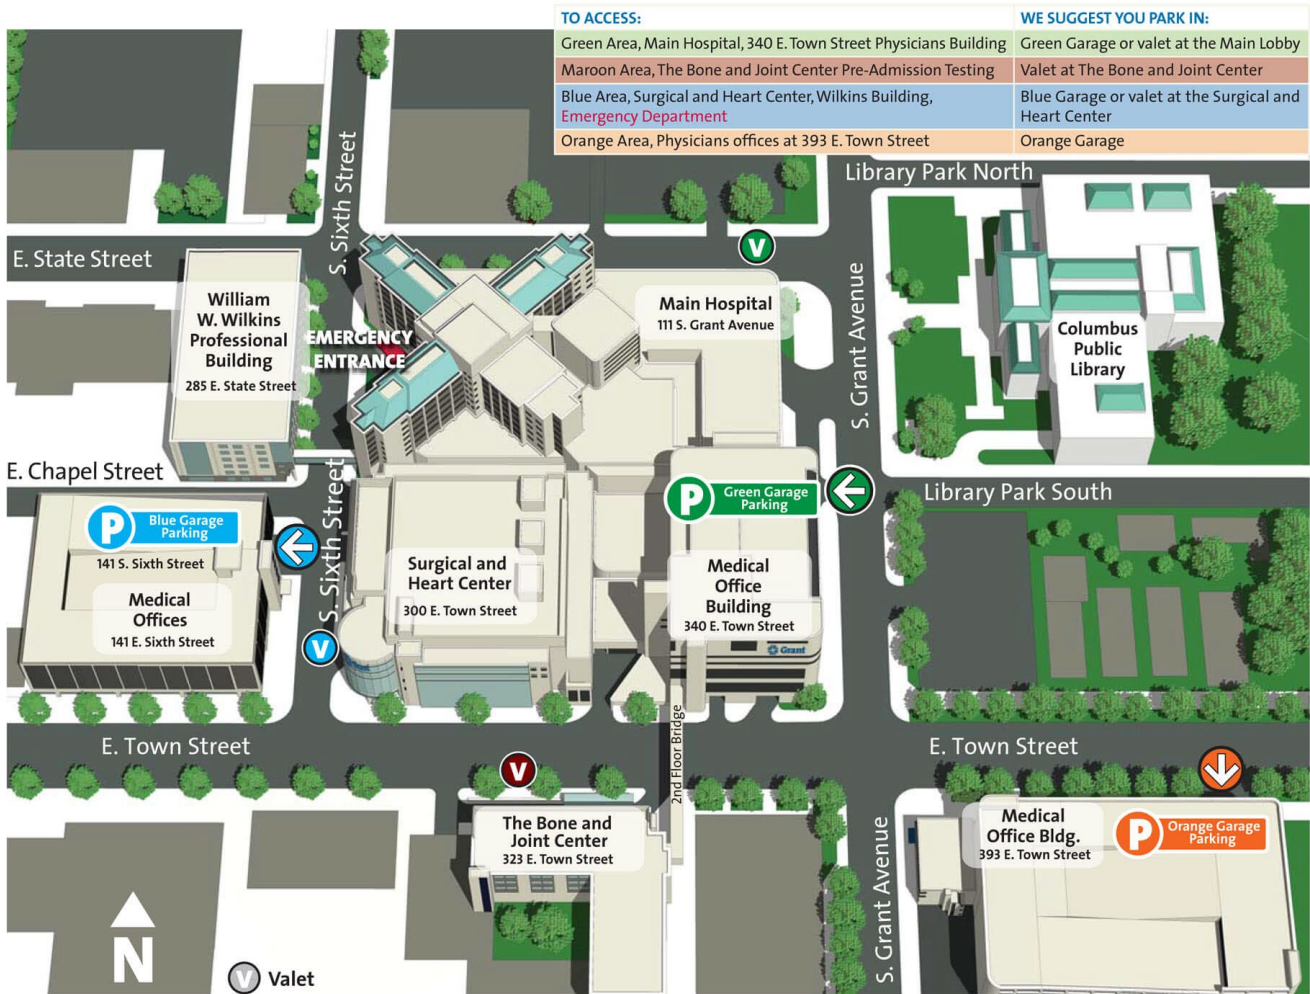 TO ACCESS:
WE SUGGEST YOU PARK IN:
Green Area, Main Hospital, 340 E. Town Street Physicians Building
Green Garage or valet at the Main Lobby
Maroon Area, The Bone and Joint Center Pre-Admission Testing
Valet at The Bone and Joint Center
Blue Area, Surgical and Heart Center, Wilkins Building,
Emergency Department
Blue Garage or valet at the Surgical and
Heart Center
Orange Area, Physicians offices at 393 E. Town Street
Orange Garage
Library Park North
S. Sixth Street
E. State Street
V
William
W. Wilkins
Professional
Building
285 E. State Street
EMERGENCY
ENTRANCE
Main Hospital
111 S. Grant Avenue
S. Grant Avenue
Columbus
Public
Library
E. Chapel Street
S. Sixth Street
P
Green Garage
Parking
Library Park South
P
Blue Garage
Parking
141 S. Sixth Street
Medical
Offices
141 E. Sixth Street
Surgical and
Heart Center
300 E. Town Street
Medical
Office
Building
340 E. Town Street
Grant
V
E. Town Street
2nd Floor Bridge
E. Town Street
V
The Bone and
Joint Center
323 E. Town Street
S. Grant Avenue
Medical
Office Bldg.
393 E. Town Street
P
Orange Garage
Parking
N
V
Valet